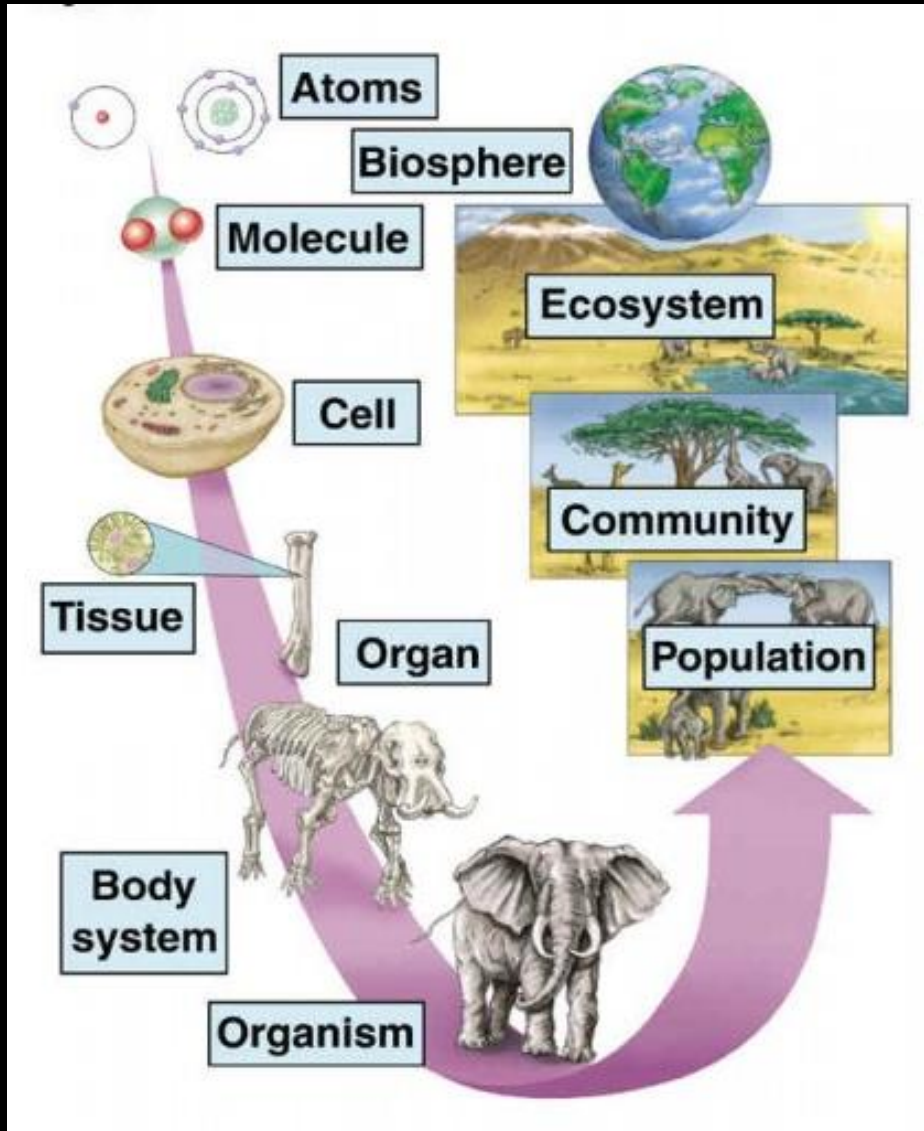 Atoms
Biosphere
Molecule
Ecosystem
Cell
Community
Tissue
Organ
Population
Body
system
Organism